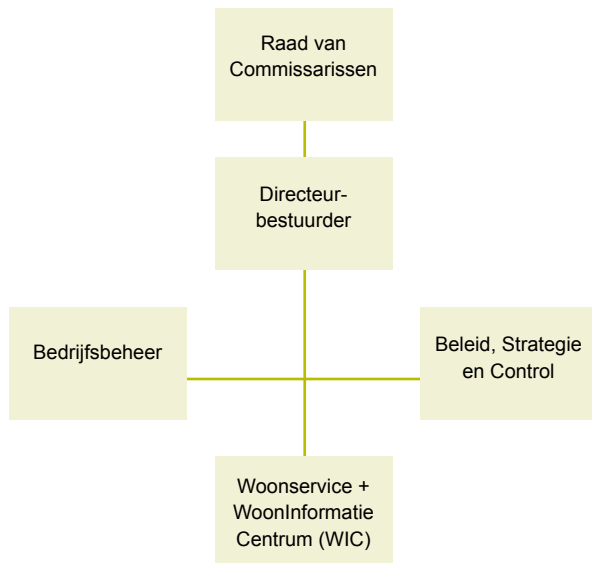 Raad van
Commissarissen
Directeur-
bestuurder
Bedrijfsbeheer
Beleid, Strategie
en Control
Woonservice +
WoonInformatie
Centrum (WIC)